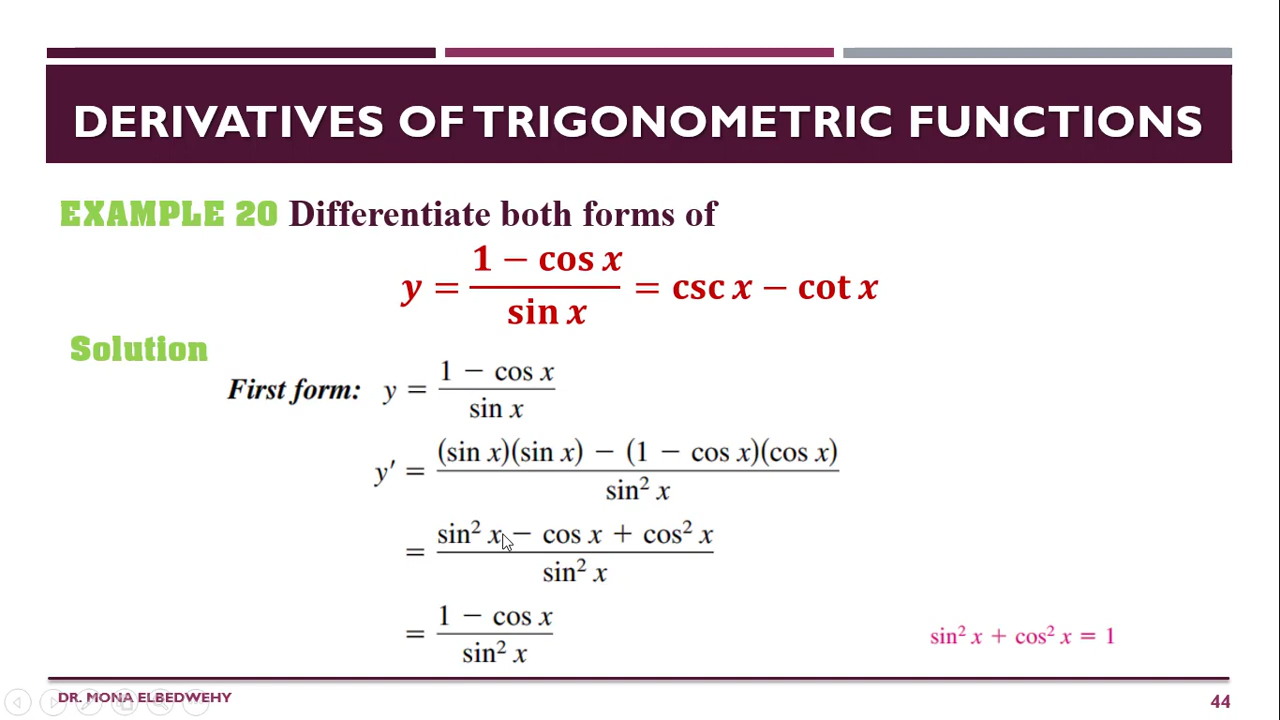 DERIVATIVES OF TRIGONOMETRIC FUNCTIONS
EXAMPLE 20 Differentiate both forms of
y = (1 − cos x)/(sin x) = csc x − cot x
Solution
First form: y = (1 − cos x)/(sin x)
y′ = ((sin x)(sin x) − (1 − cos x)(cos x))/(sin² x)
= (sin² x − cos x + cos² x)/(sin² x)
= (1 − cos x)/(sin² x) sin² x + cos² x = 1
DR. MONA ELBEDWEHY 44